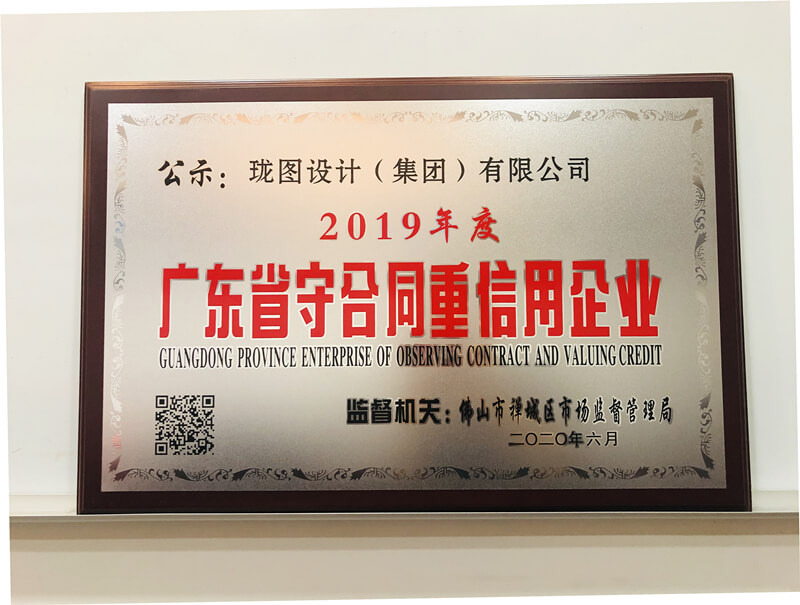 公示：珑图设计（集团）有限公司
2019年度
广东省守合同重信用企业
GUANGDONG PROVINCE ENTERPRISE OF OBSERVING CONTRACT AND VALUING CREDIT
监督机关：佛山市禅城区市场监督管理局
二〇二〇年六月